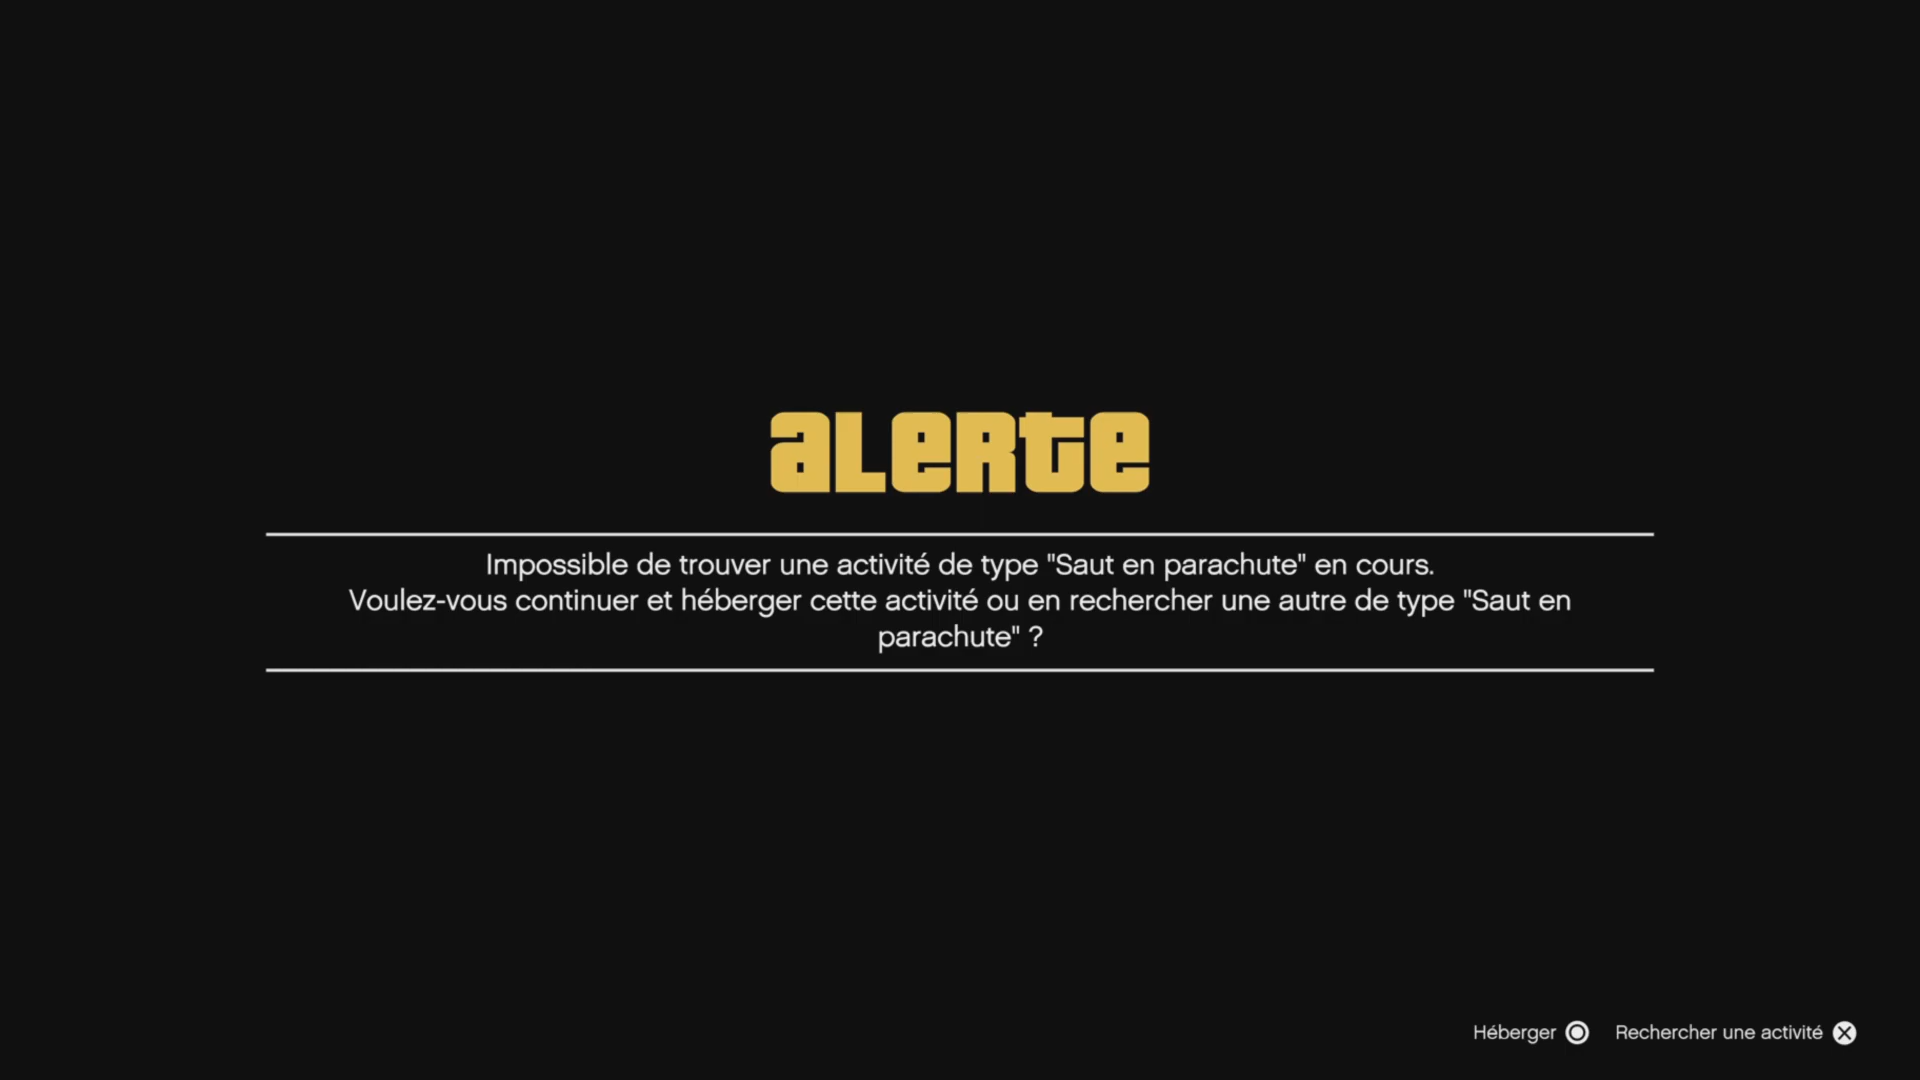 aLeRte
Impossible de trouver une activité de type "Saut en parachute" en cours.
Voulez-vous continuer et héberger cette activité ou en rechercher une autre de type "Saut en
parachute" ?
Héberger Rechercher une activité